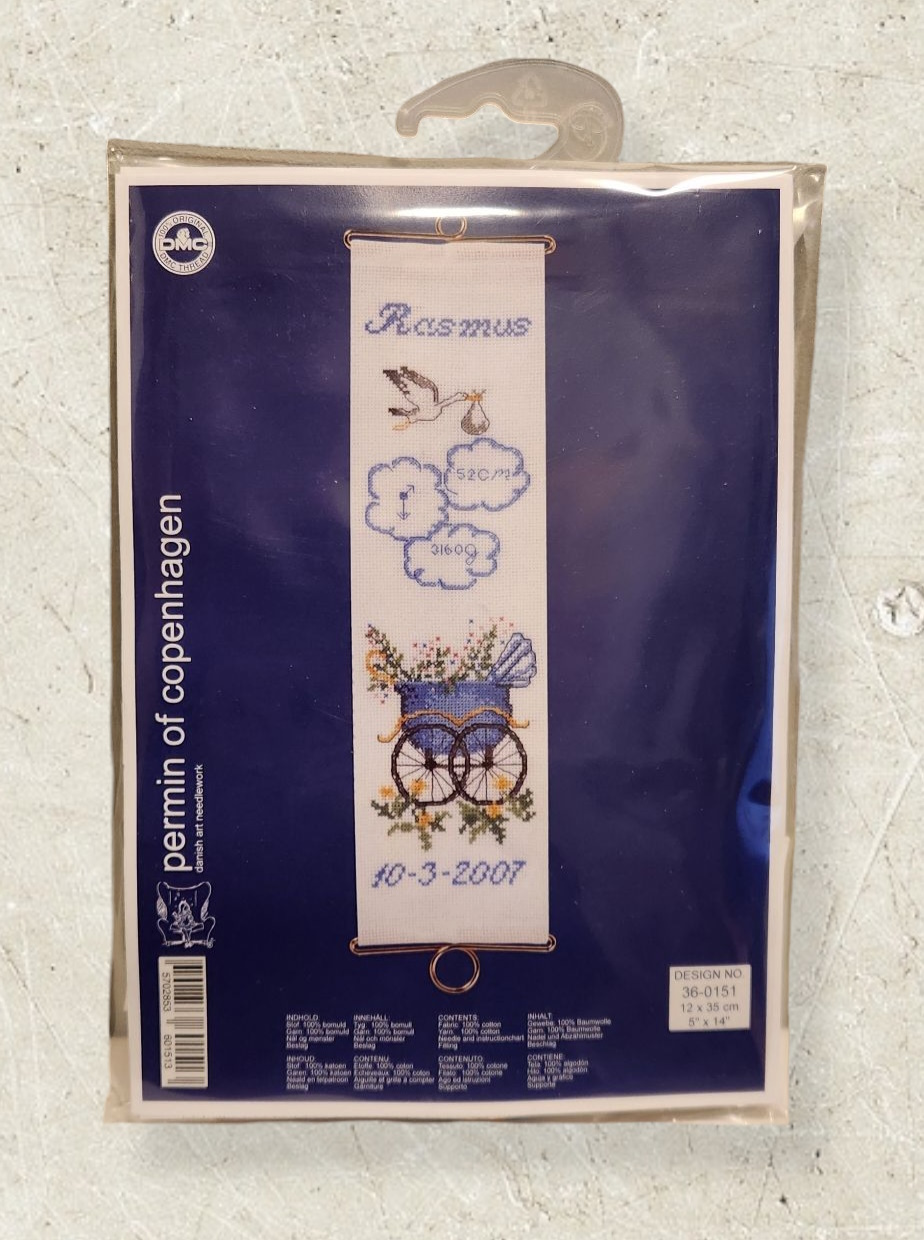 100% ORIGINAL
DMC
DMC THREAD
Rasmus
52C/M
3160g
10-3-2007
permin of copenhagen
danish art needlework
5702853 601513
DESIGN NO.
36-0151
12 x 35 cm
5" x 14"
INDHOLD:
Stof. 100% bomuld
Garn: 100% bomuld
Nål og mønster
Beslag
INNEHÅLL:
Tyg. 100% bomull
Garn: 100% bomull
Nål och mönster
Beslag
CONTENTS:
Fabric: 100% cotton
Yarn: 100% cotton
Needle and instructionchart
Fitting
INHALT:
Gewebe: 100% Baumwolle
Garn: 100% Baumwolle
Nadel und Abzählmuster
Beschlag
INHOUD:
Stof: 100% katoen
Garen: 100% katoen
Naald en telpatroon
Beslag
CONTENU:
Etoffe: 100% coton
Echeveaux: 100% coton
Aiguille et grille à compter
Garniture
CONTENUTO:
Tessuto: 100% cotone
Filato: 100% cotone
Ago ed istruzioni
Supporto
CONTIENE:
Tela: 100% algodón
Hilo: 100% algodón
Aguja y gráfico
Supporte